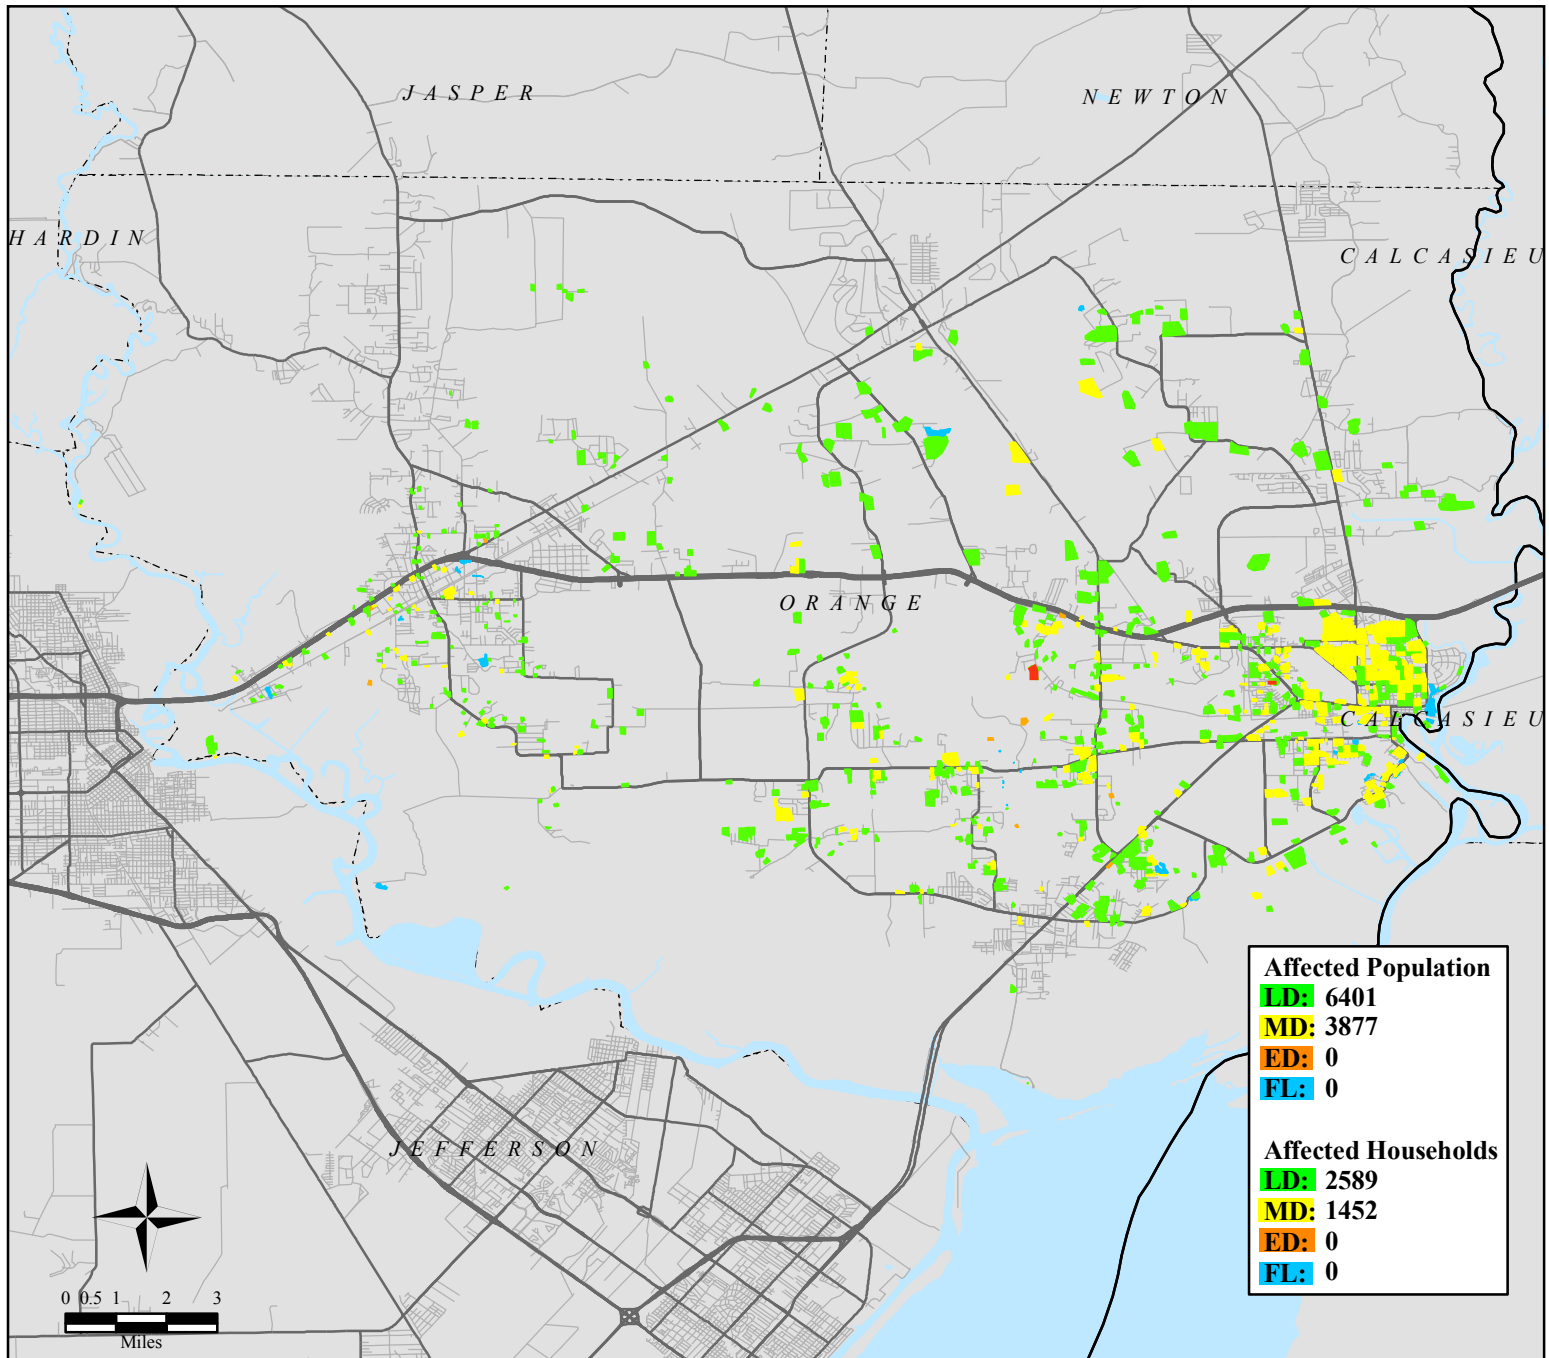 JASPER
NEWTON
HARDIN
CALCASIEU
ORANGE
CALCASIEU
Affected Population
LD: 6401
MD: 3877
ED: 0
FL: 0
Affected Households
LD: 2589
MD: 1452
ED: 0
FL: 0
JEFFERSON
0 0.5 1 2 3
Miles